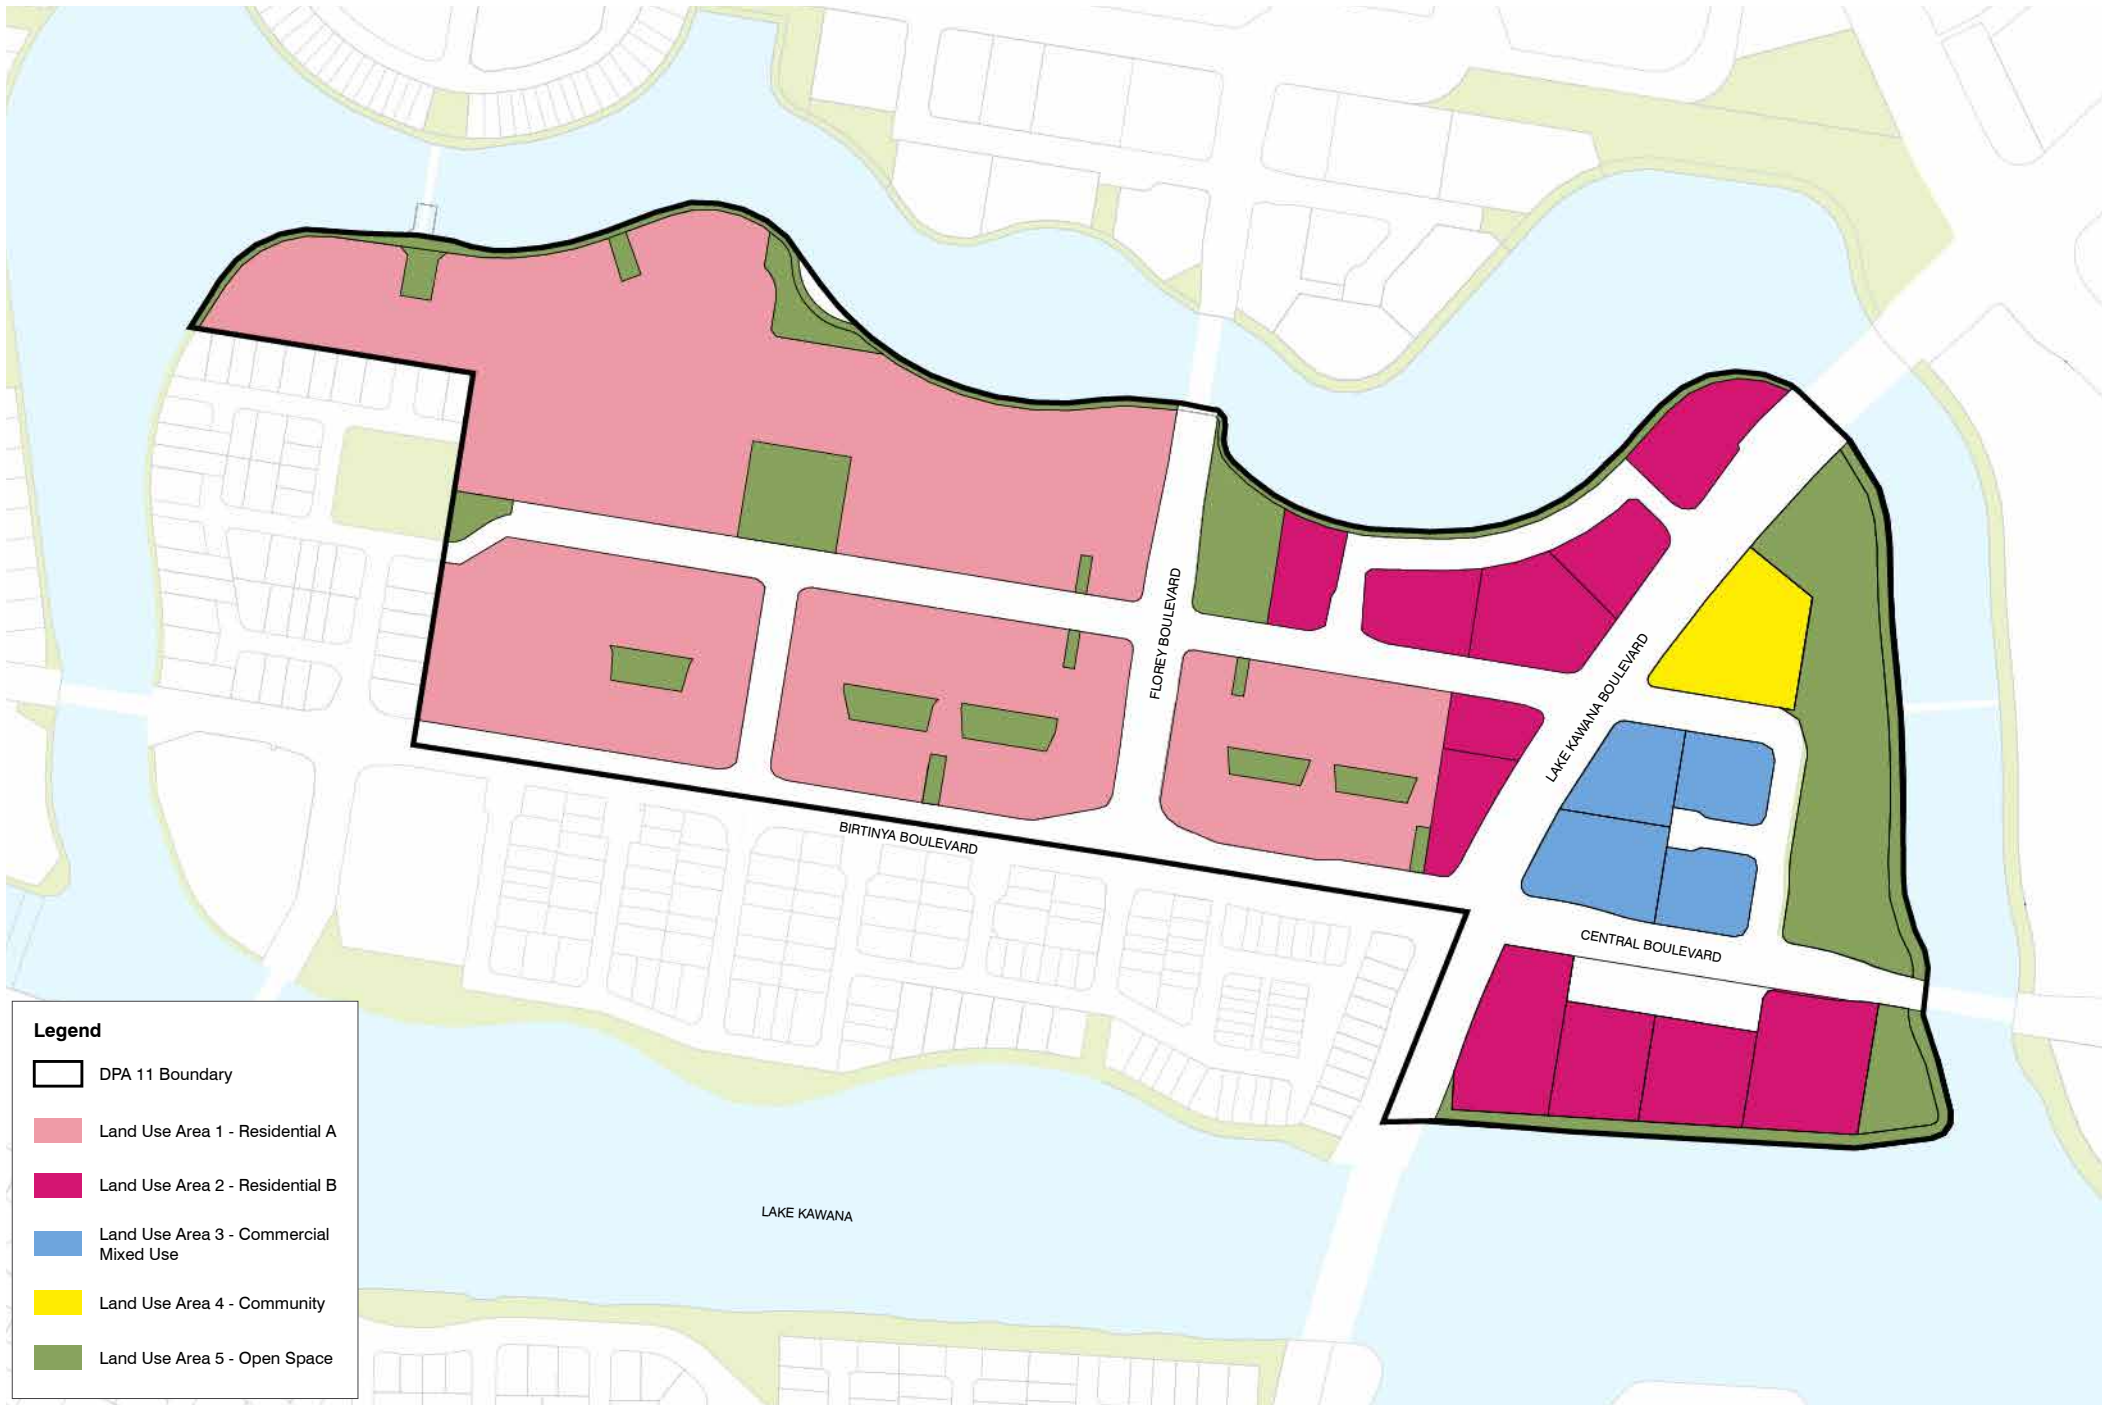 FLOREY BOULEVARD
LAKE KAWANA BOULEVARD
BIRTINYA BOULEVARD
CENTRAL BOULEVARD
LAKE KAWANA
Legend
DPA 11 Boundary
Land Use Area 1 - Residential A
Land Use Area 2 - Residential B
Land Use Area 3 - Commercial
Mixed Use
Land Use Area 4 - Community
Land Use Area 5 - Open Space